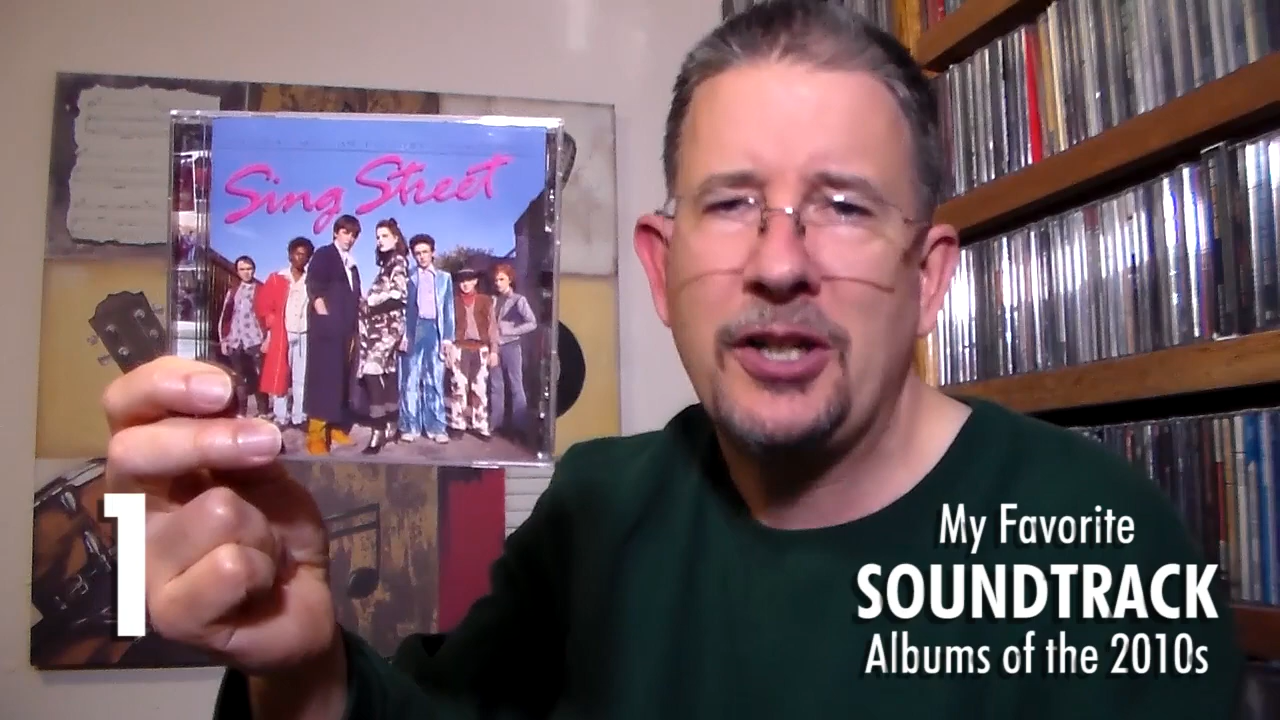 Sing Street
1
My Favorite
SOUNDTRACK
Albums of the 2010s